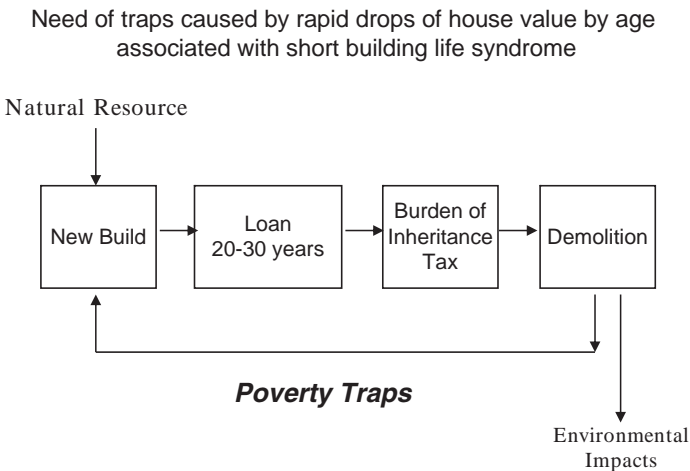 Need of traps caused by rapid drops of house value by age
associated with short building life syndrome
Natural Resource
New Build
Loan
20-30 years
Burden of
Inheritance
Tax
Demolition
Poverty Traps
Environmental
Impacts